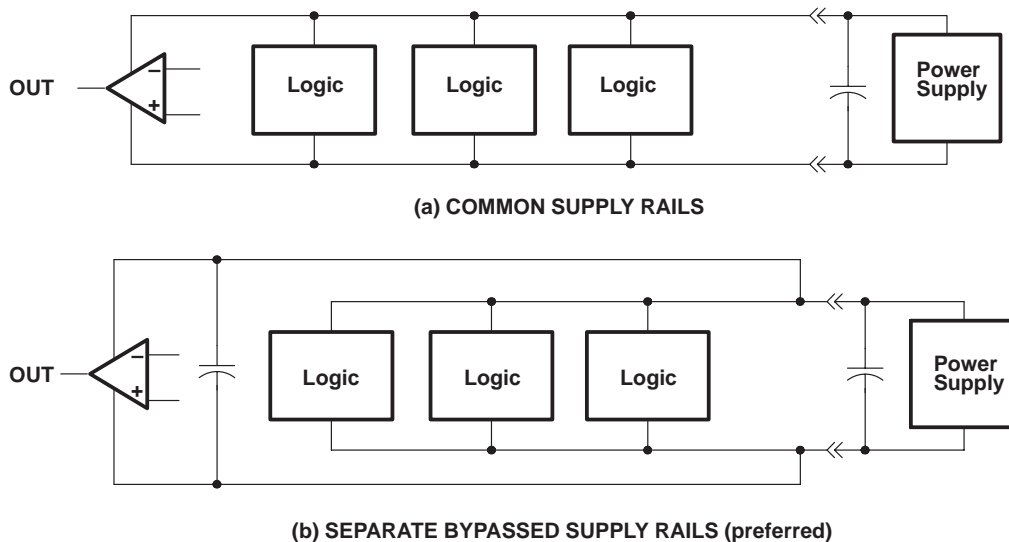 OUT
−
+
Logic
Logic
Logic
Power
Supply
(a) COMMON SUPPLY RAILS
OUT
−
+
Logic
Logic
Logic
Power
Supply
(b) SEPARATE BYPASSED SUPPLY RAILS (preferred)